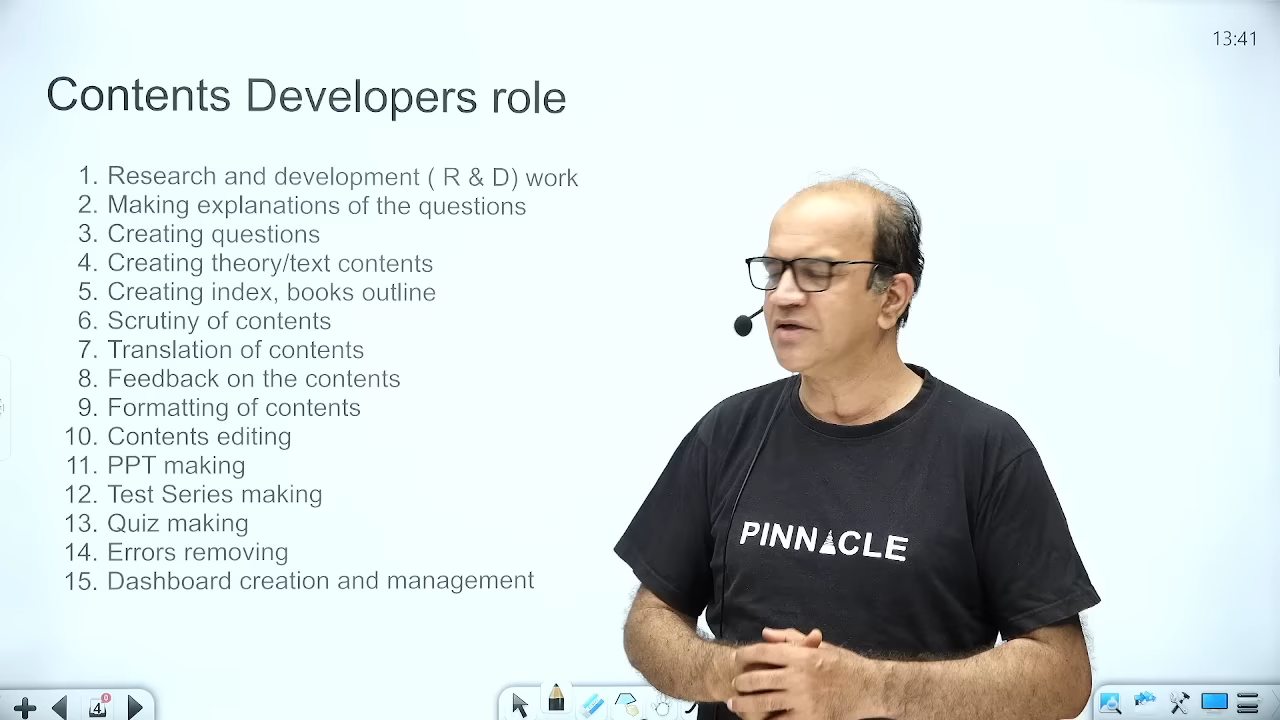 13:41
Contents Developers role
1. Research and development ( R & D) work
2. Making explanations of the questions
3. Creating questions
4. Creating theory/text contents
5. Creating index, books outline
6. Scrutiny of contents
7. Translation of contents
8. Feedback on the contents
9. Formatting of contents
10. Contents editing
11. PPT making
12. Test Series making
13. Quiz making
14. Errors removing
15. Dashboard creation and management
PINNACLE
4
0